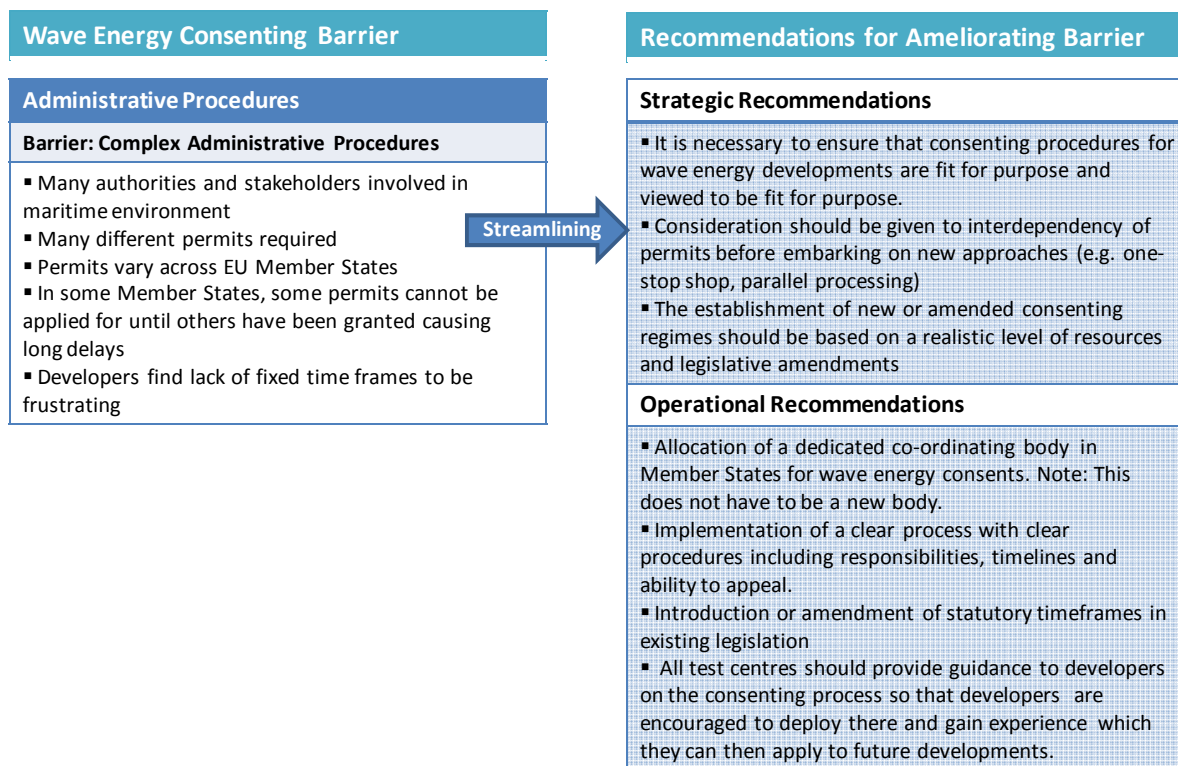 Wave Energy Consenting Barrier
Administrative Procedures
Barrier: Complex Administrative Procedures
▪ Many authorities and stakeholders involved in
maritime environment
▪ Many different permits required
▪ Permits vary across EU Member States
▪ In some Member States, some permits cannot be
applied for until others have been granted causing
long delays
▪ Developers find lack of fixed time frames to be
frustrating
Streamlining
Recommendations for Ameliorating Barrier
Strategic Recommendations
▪ It is necessary to ensure that consenting procedures for
wave energy developments are fit for purpose and
viewed to be fit for purpose.
▪ Consideration should be given to interdependency of
permits before embarking on new approaches (e.g. one-
stop shop, parallel processing)
▪ The establishment of new or amended consenting
regimes should be based on a realistic level of resources
and legislative amendments
Operational Recommendations
▪ Allocation of a dedicated co-ordinating body in
Member States for wave energy consents. Note: This
does not have to be a new body.
▪ Implementation of a clear process with clear
procedures including responsibilities, timelines and
ability to appeal.
▪ Introduction or amendment of statutory timeframes in
existing legislation
▪ All test centres should provide guidance to developers
on the consenting process so that developers are
encouraged to deploy there and gain experience which
they can then apply to future developments.